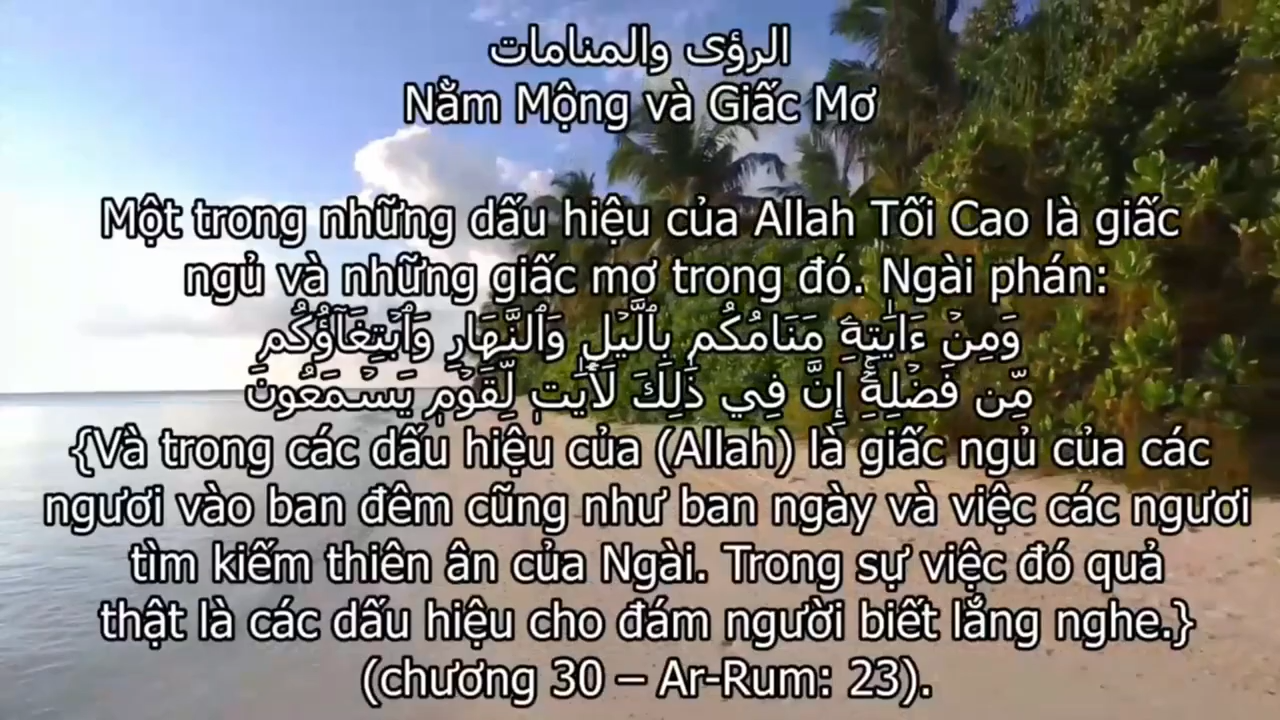 الرؤى والمنامات
Nằm Mộng và Giấc Mơ
Một trong những dấu hiệu của Allah Tối Cao là giấc
ngủ và những giấc mơ trong đó. Ngài phán:
وَمِنۡ ءَايَٰتِهِۦ مَنَامُكُم بِٱلَّيۡلِ وَٱلنَّهَارِ وَٱبۡتِغَآؤُكُم
مِّن فَضۡلِهِۦٓۚ إِنَّ فِي ذَٰلِكَ لَأٓيَٰتٖ لِّقَوۡمٖ يَسۡمَعُونَ
{Và trong các dấu hiệu của (Allah) là giấc ngủ của các
ngươi vào ban đêm cũng như ban ngày và việc các ngươi
tìm kiếm thiên ân của Ngài. Trong sự việc đó quả
thật là các dấu hiệu cho đám người biết lắng nghe.}
(chương 30 – Ar-Rum: 23).